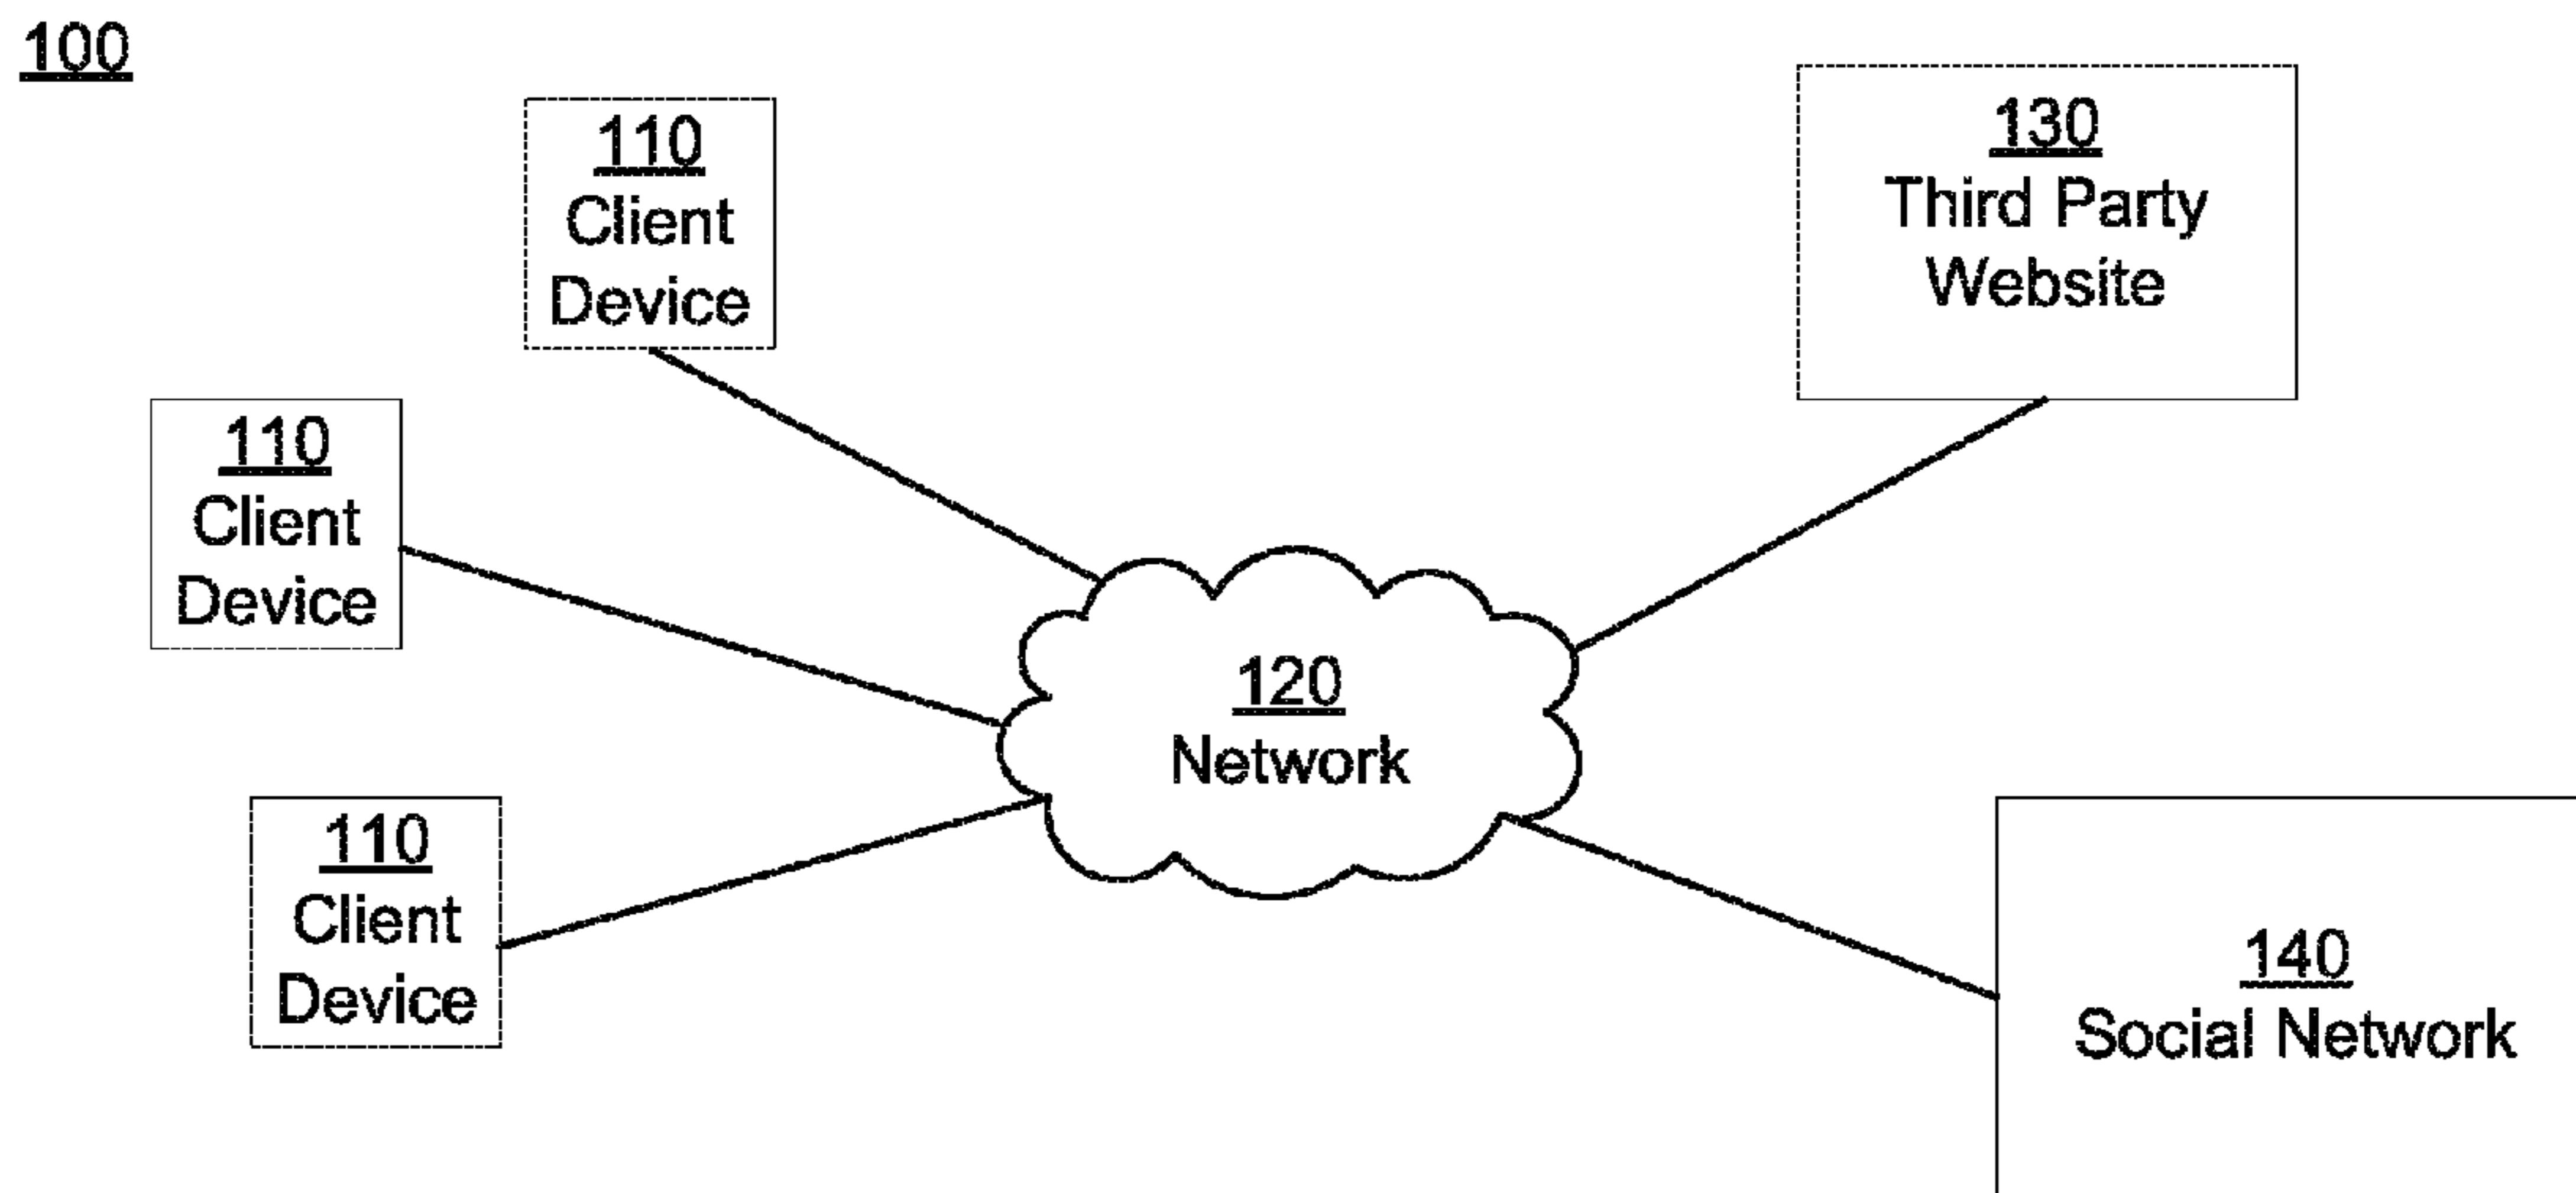 100
110
Client
Device
130
Third Party
Website
110
Client
Device
120
Network
110
Client
Device
140
Social Network